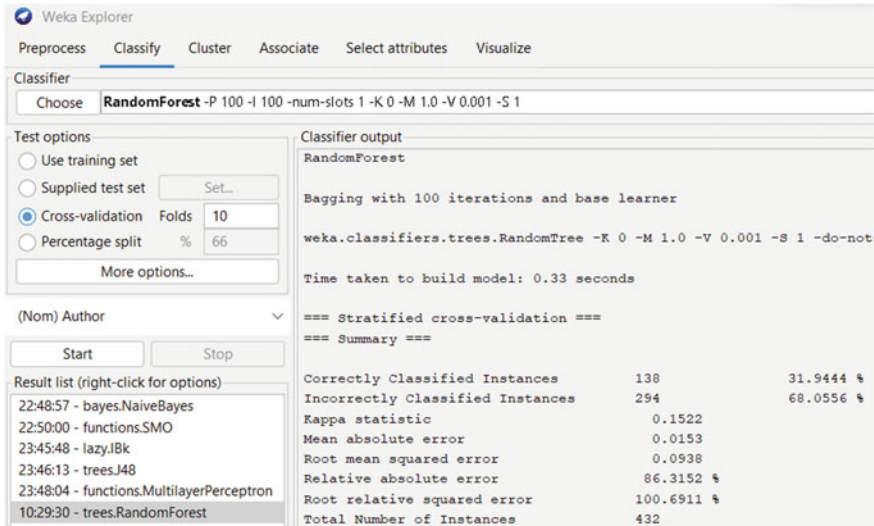 Weka Explorer
Preprocess Classify Cluster Associate Select attributes Visualize
Classifier
Choose RandomForest -P 100 -I 100 -num-slots 1 -K 0 -M 1.0 -V 0.001 -S 1
Test options
Use training set
Supplied test set Set...
Cross-validation Folds 10
Percentage split % 66
More options...
(Nom) Author
Start Stop
Result list (right-click for options)
22:48:57 - bayes.NaiveBayes
22:50:00 - functions.SMO
23:45:48 - lazy.IBk
23:46:13 - trees.J48
23:48:04 - functions.MultilayerPerceptron
10:29:30 - trees.RandomForest
Classifier output
RandomForest
Bagging with 100 iterations and base learner
weka.classifiers.trees.RandomTree -K 0 -M 1.0 -V 0.001 -S 1 -do-not
Time taken to build model: 0.33 seconds
=== Stratified cross-validation ===
=== Summary ===
Correctly Classified Instances 138 31.9444 %
Incorrectly Classified Instances 294 68.0556 %
Kappa statistic 0.1522
Mean absolute error 0.0153
Root mean squared error 0.0938
Relative absolute error 86.3152 %
Root relative squared error 100.6911 %
Total Number of Instances 432